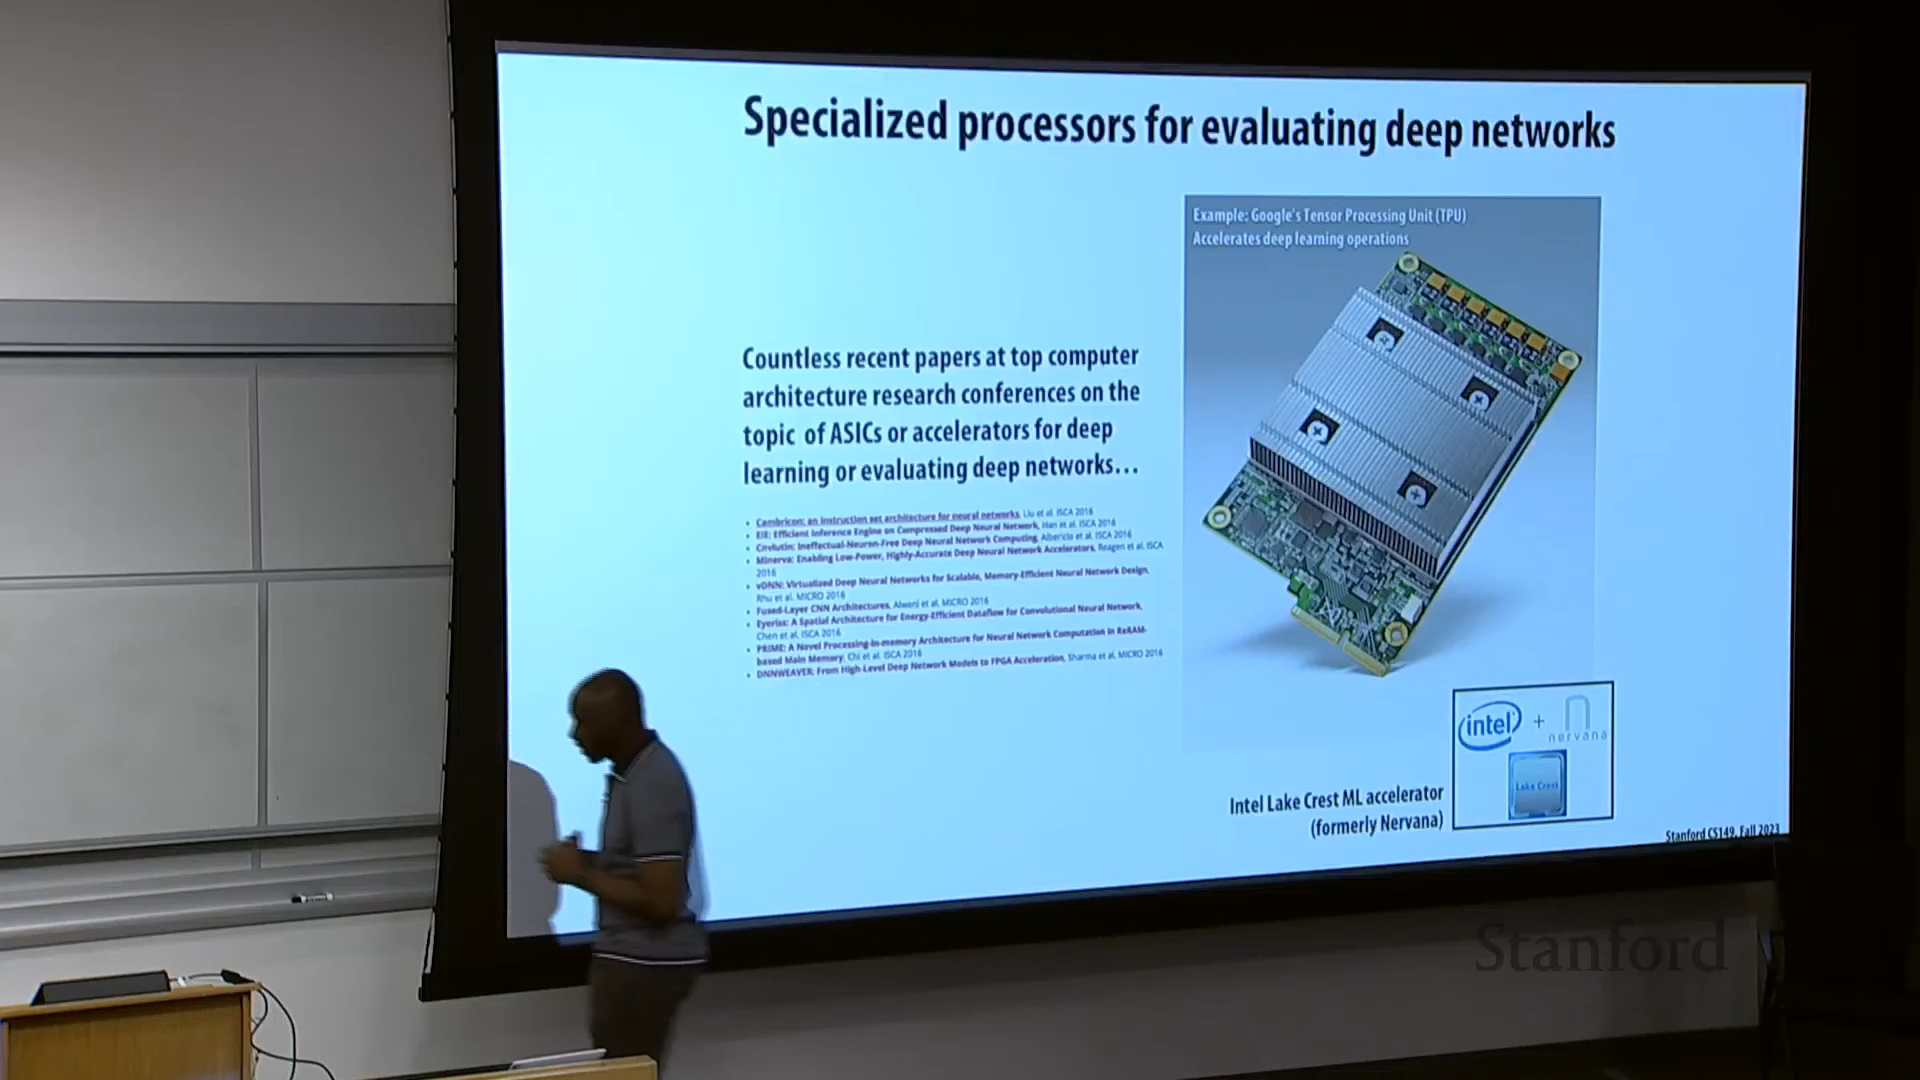 Specialized processors for evaluating deep networks
Example: Google's Tensor Processing Unit (TPU)
Accelerates deep learning operations
Countless recent papers at top computer
architecture research conferences on the
topic of ASICs or accelerators for deep
learning or evaluating deep networks...
• Cambricon: an instruction set architecture for neural networks, Liu et al. ISCA 2016
• EIE: Efficient Inference Engine on Compressed Deep Neural Network, Han et al. ISCA 2016
• Cnvlutin: Ineffectual-Neuron-Free Deep Neural Network Computing, Albericio et al. ISCA 2016
• Minerva: Enabling Low-Power, Highly-Accurate Deep Neural Network Accelerators, Reagen et al. ISCA
2016
• vDNN: Virtualized Deep Neural Networks for Scalable, Memory-Efficient Neural Network Design,
Rhu et al. MICRO 2016
• Fused-Layer CNN Architectures, Alwani et al. MICRO 2016
• Eyeriss: A Spatial Architecture for Energy-Efficient Dataflow for Convolutional Neural Network,
Chen et al. ISCA 2016
• PRIME: A Novel Processing-in-memory Architecture for Neural Network Computation in ReRAM-
based Main Memory, Chi et al. ISCA 2016
• DNNWEAVER: From High-Level Deep Network Models to FPGA Acceleration, Sharma et al. MICRO 2016
intel + n
nervana
Lake Crest
Intel Lake Crest ML accelerator
(formerly Nervana)
Stanford CS149, Fall 2023
Stanford